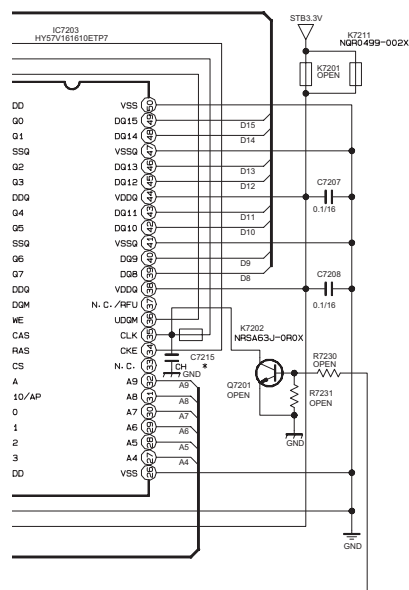 IC7203
HY57V161610ETP7
STB3.3V
K7211
NQR0499-002X
K7201
OPEN
DD VSS 50
Q0 DQ15 49 D15
Q1 DQ14 48 D14
SSQ VSSQ 47
Q2 DQ13 46 D13
Q3 DQ12 45 D12
DDQ VDDQ 44
C7207
0.1/16
Q4 DQ11 43 D11
Q5 DQ10 42 D10
SSQ VSSQ 41
Q6 DQ9 40 D9
Q7 DQ8 39 D8
DDQ VDDQ 38
C7208
0.1/16
DQM N.C./RFU 37
WE UDQM 36
CAS CLK 35
K7202
NRSA63J-0R0X
RAS CKE 34
CS N.C. 33
C7215
CH *
GND
A A9 32 A9
10/AP A8 31 A8
0 A7 30 A7
1 A6 29 A6
2 A5 28 A5
3 A4 27 A4
DD VSS 26
Q7201
OPEN
R7230
OPEN
R7231
OPEN
GND
GND